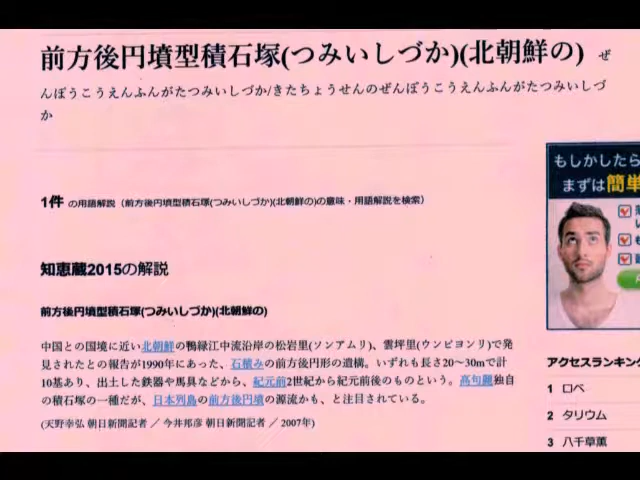 前方後円墳型積石塚(つみいしづか)(北朝鮮の) ぜ
んぽうこうえんふんがたつみいしづか/きたちょうせんのぜんぽうこうえんふんがたつみいしづ
か
1件 の用語解説（前方後円墳型積石塚(つみいしづか)(北朝鮮の)の意味・用語解説を検索）
知恵蔵2015の解説
前方後円墳型積石塚(つみいしづか)(北朝鮮の)
中国との国境に近い北朝鮮の鴨緑江中流沿岸の松岩里(ソンアムリ)、雲坪里(ウンピヨンリ)で発
見されたとの報告が1990年にあった、石積みの前方後円形の遺構。いずれも長さ20〜30mで計
10基あり、出土した鉄器や馬具などから、紀元前2世紀から紀元前後のものという。高句麗独自
の積石塚の一種だが、日本列島の前方後円墳の源流かも、と注目されている。
(天野幸弘 朝日新聞記者 ／ 今井邦彦 朝日新聞記者 ／ 2007年)
もしかしたら
まずは簡単
アクセスランキン
1 ロベ
2 タリウム
3 八千草薫